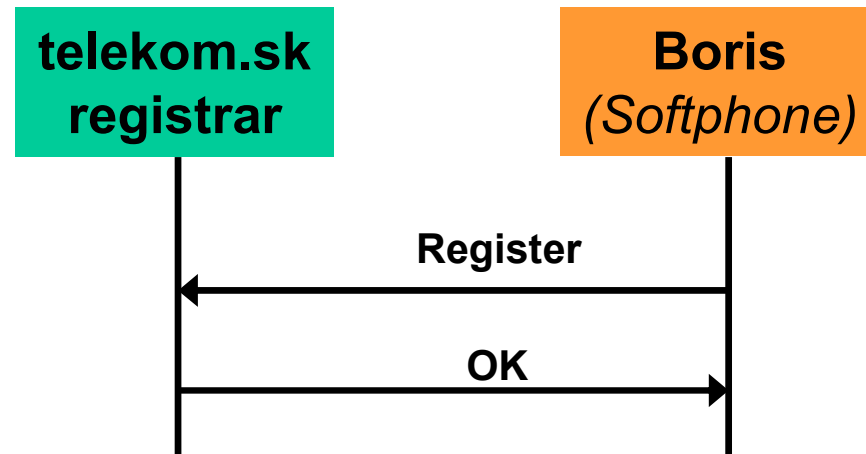 telekom.sk
registrar
Boris
(Softphone)
Register
OK